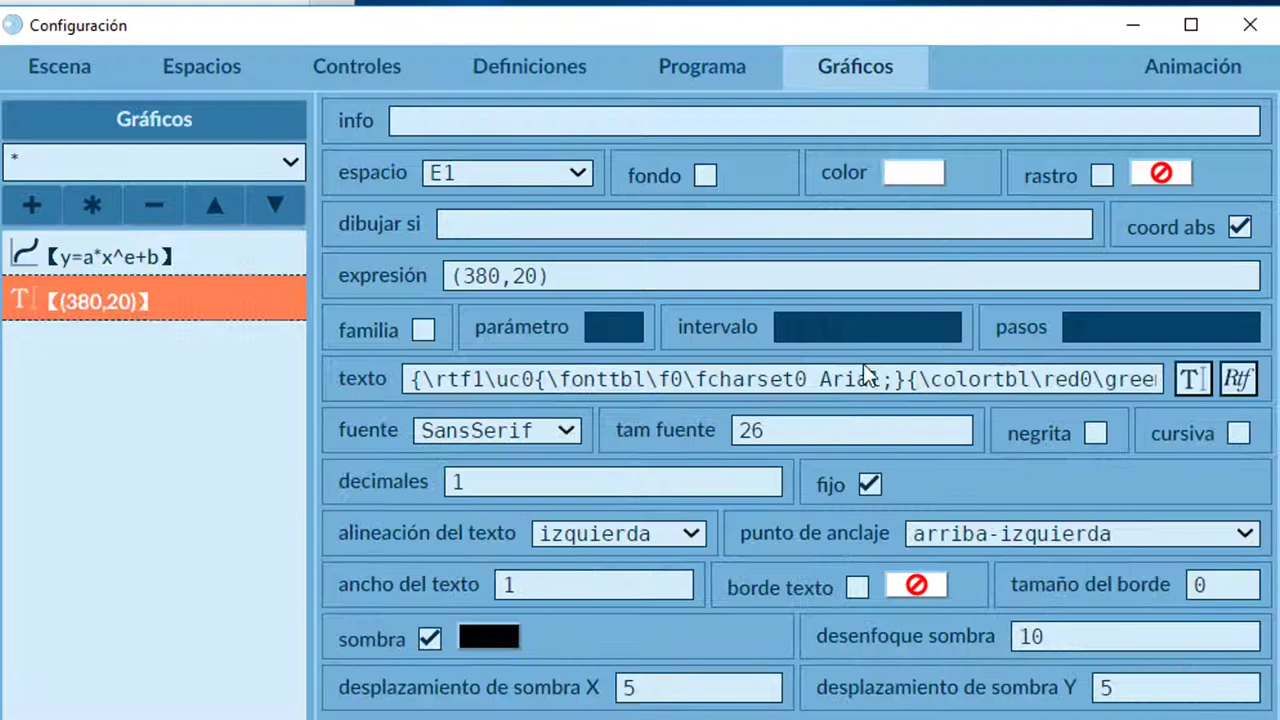 Configuración
Escena Espacios Controles Definiciones Programa Gráficos Animación
Gráficos
*
【y=a*x^e+b】
T 【(380,20)】
info
espacio E1 fondo color rastro
dibujar si coord abs
expresión (380,20)
familia parámetro intervalo pasos
texto {\rtf1\uc0{\fonttbl\f0\fcharset0 Arial;}{\colortbl\red0\green T Rtf
fuente SansSerif tam fuente 26 negrita cursiva
decimales 1 fijo
alineación del texto izquierda punto de anclaje arriba-izquierda
ancho del texto 1 borde texto tamaño del borde 0
sombra desenfoque sombra 10
desplazamiento de sombra X 5 desplazamiento de sombra Y 5